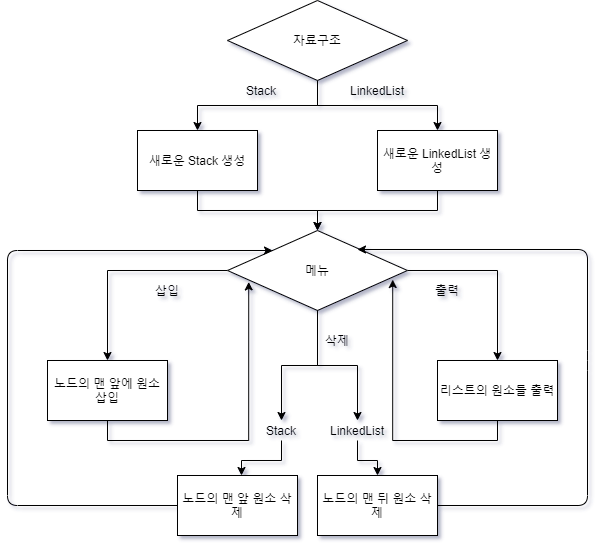 자료구조
Stack
LinkedList
새로운 Stack 생성
새로운 LinkedList 생
성
메뉴
삽입
출력
삭제
노드의 맨 앞에 원소
삽입
리스트의 원소들 출력
Stack
LinkedList
노드의 맨 앞 원소 삭
제
노드의 맨 뒤 원소 삭
제